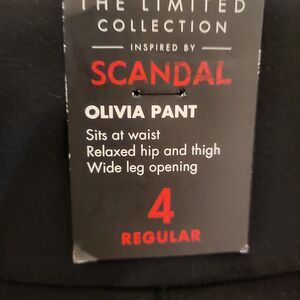 THE LIMITED
COLLECTION
INSPIRED BY
SCANDAL
OLIVIA PANT
Sits at waist
Relaxed hip and thigh
Wide leg opening
4
REGULAR